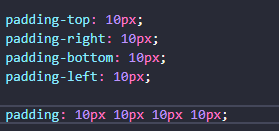 padding-top: 10px;
padding-right: 10px;
padding-bottom: 10px;
padding-left: 10px;
padding: 10px 10px 10px 10px;